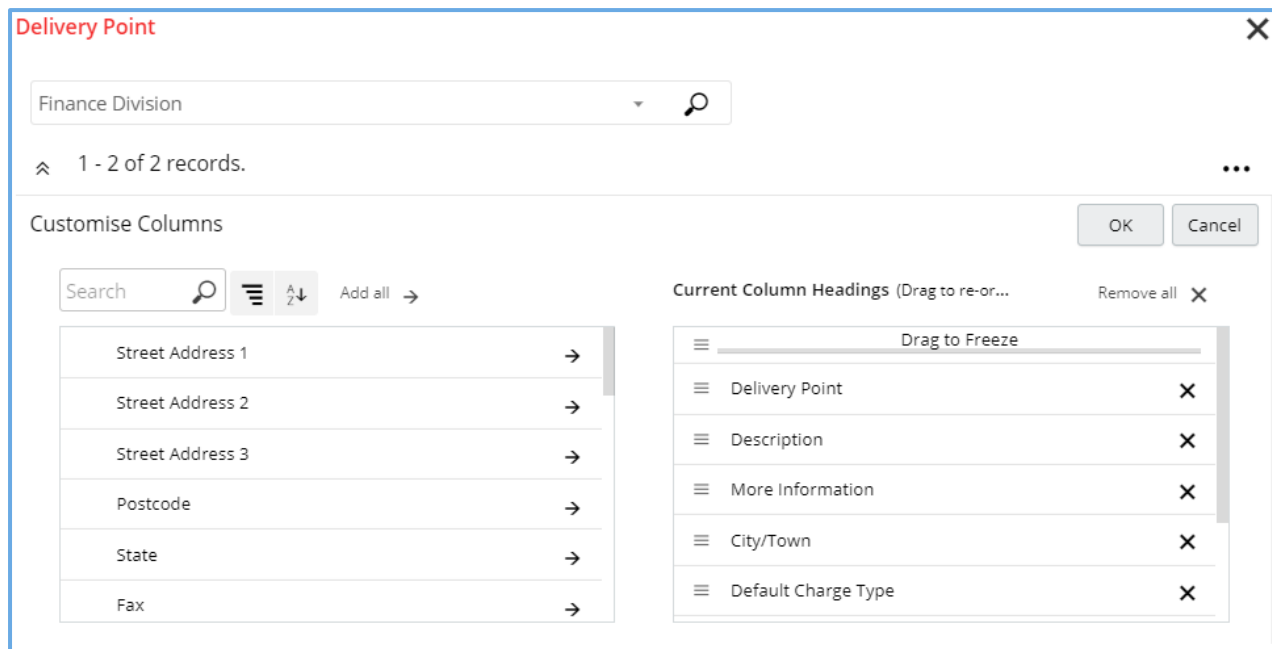 Delivery Point
Finance Division
1 - 2 of 2 records.
Customise Columns
OK
Cancel
Search
Add all
Current Column Headings (Drag to re-or...
Remove all
Street Address 1
Street Address 2
Street Address 3
Postcode
State
Fax
Drag to Freeze
Delivery Point
Description
More Information
City/Town
Default Charge Type